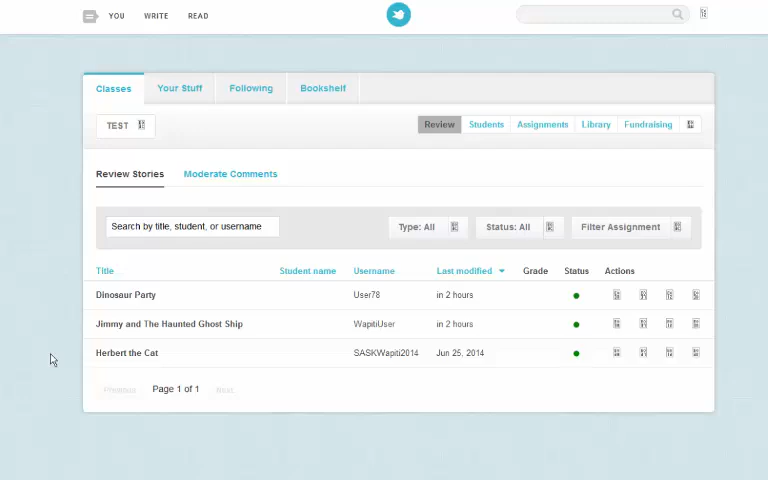 YOU WRITE READ
Classes Your Stuff Following Bookshelf
TEST Review Students Assignments Library Fundraising
Review Stories Moderate Comments
Search by title, student, or username Type: All Status: All Filter Assignment
Title Student name Username Last modified Grade Status Actions
Dinosaur Party User78 in 2 hours
Jimmy and The Haunted Ghost Ship WapitiUser in 2 hours
Herbert the Cat SASKWapiti2014 Jun 25, 2014
Previous Page 1 of 1 Next